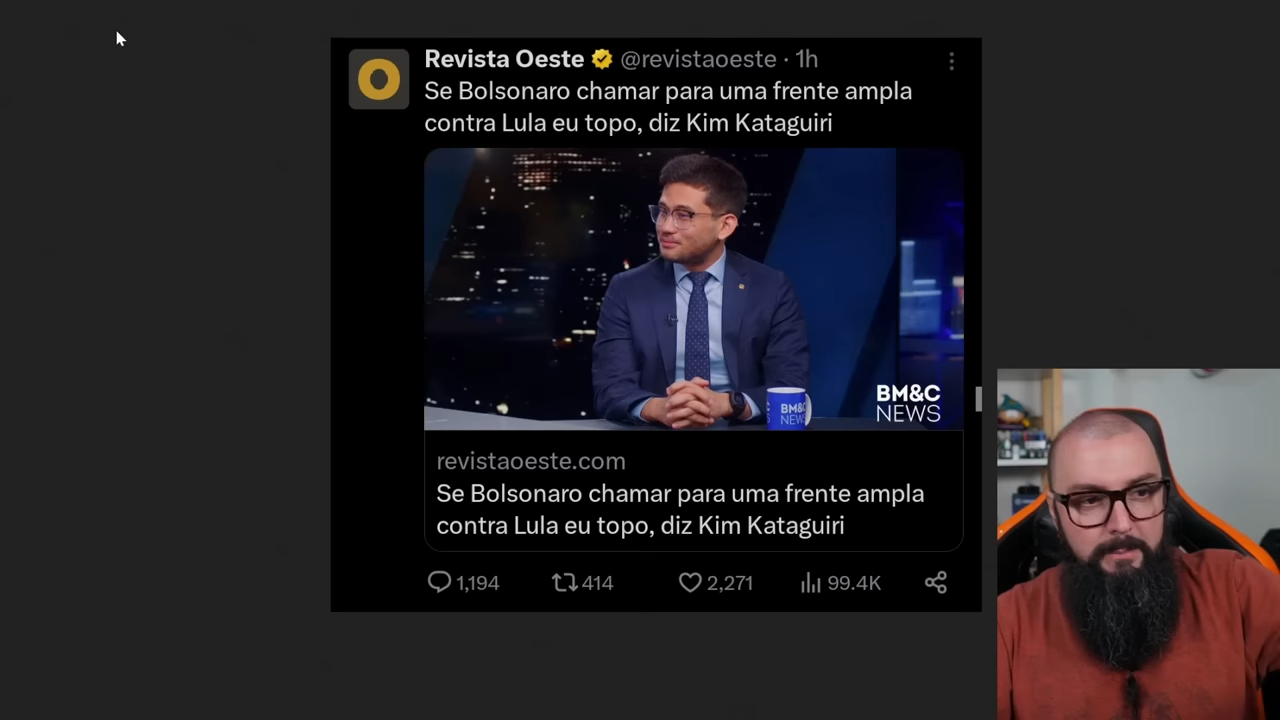 Revista Oeste @revistaoeste · 1h
Se Bolsonaro chamar para uma frente ampla
contra Lula eu topo, diz Kim Kataguiri
BM&C
NEWS
BM&C
NEWS
revistaoeste.com
Se Bolsonaro chamar para uma frente ampla
contra Lula eu topo, diz Kim Kataguiri
1,194 414 2,271 99.4K